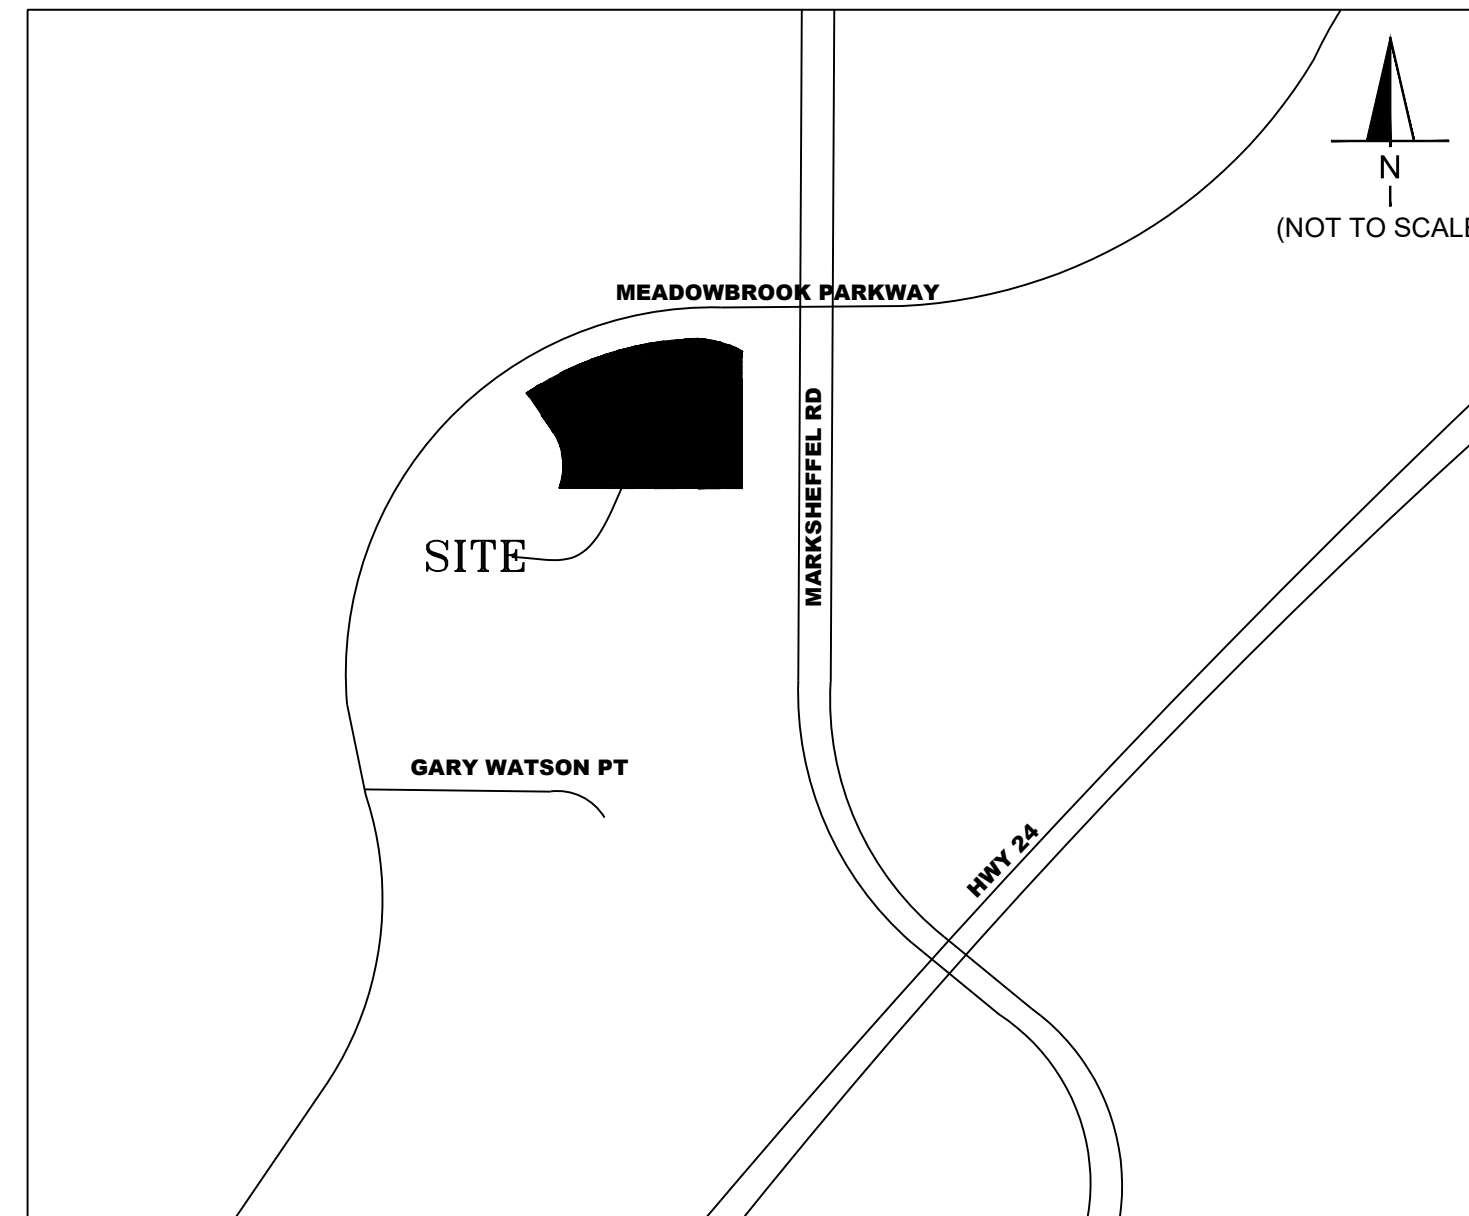 N
(NOT TO SCALE
MEADOWBROOK PARKWAY
MARKSHEFFEL RD
SITE
GARY WATSON PT
HWY 24